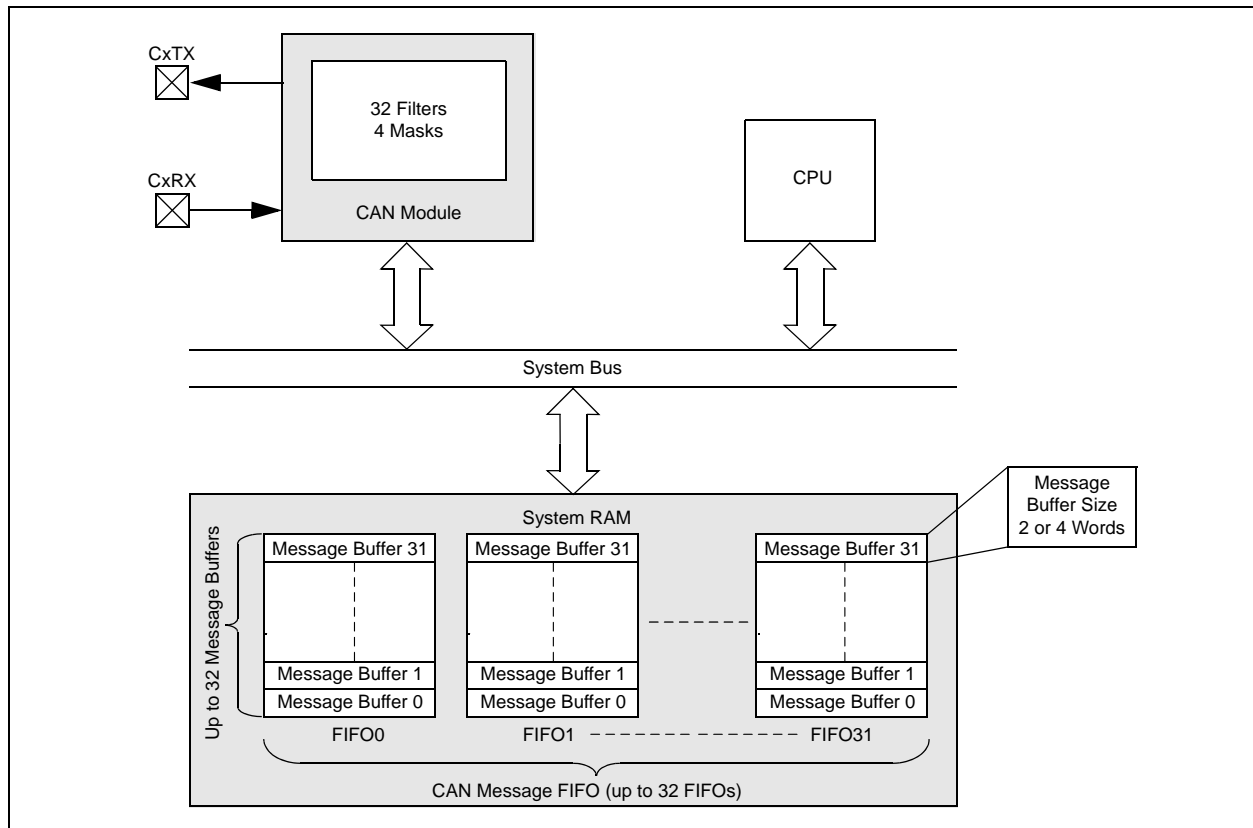 CxTX
32 Filters
4 Masks
CxRX
CAN Module
CPU
System Bus
System RAM
Message
Buffer Size
2 or 4 Words
Up to 32 Message Buffers
Message Buffer 31
Message Buffer 1
Message Buffer 0
FIFO0
Message Buffer 31
Message Buffer 1
Message Buffer 0
FIFO1
Message Buffer 31
Message Buffer 1
Message Buffer 0
FIFO31
CAN Message FIFO (up to 32 FIFOs)